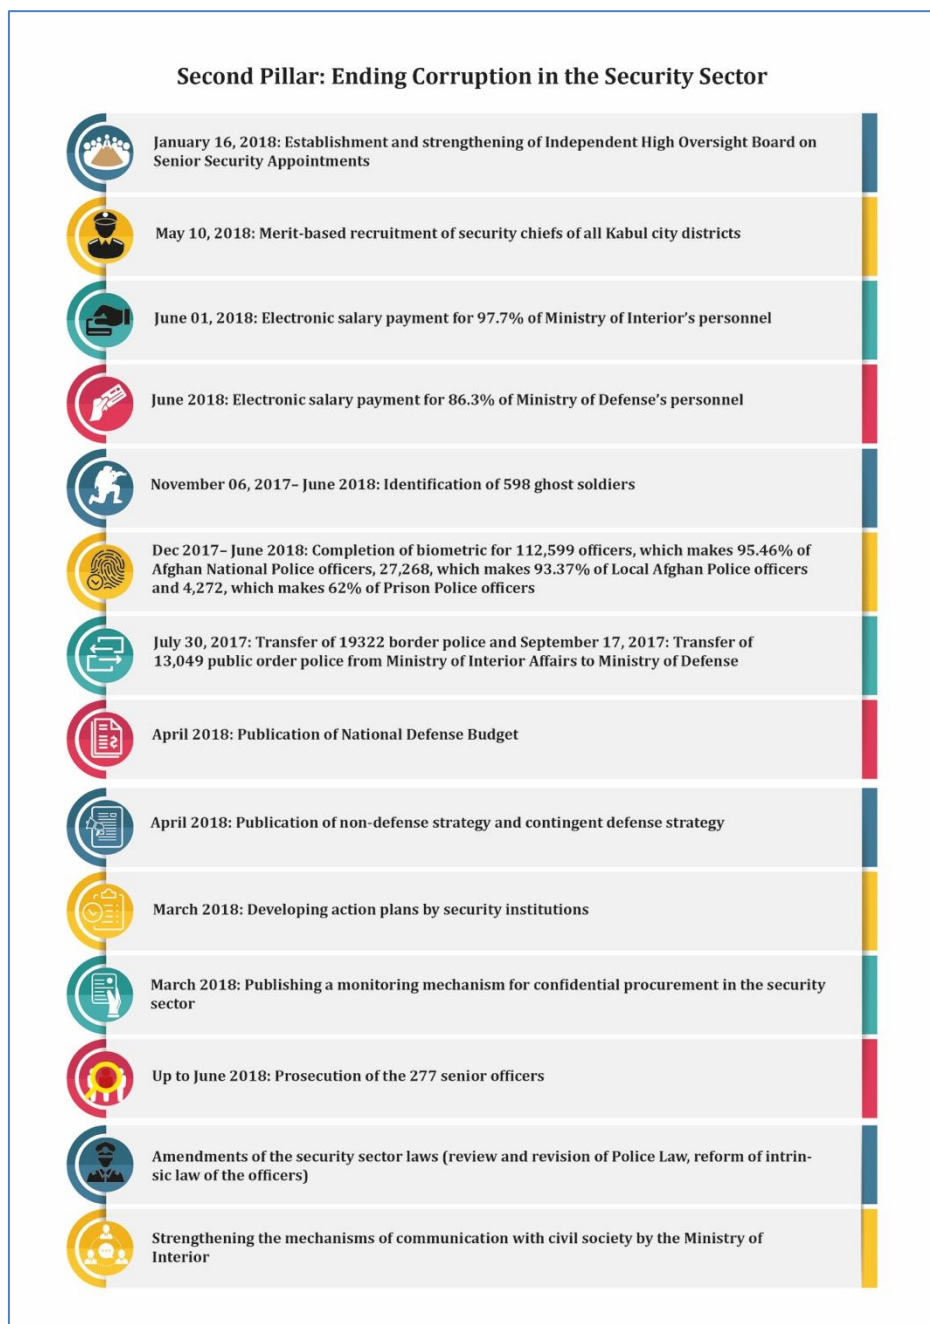 Second Pillar: Ending Corruption in the Security Sector
January 16, 2018: Establishment and strengthening of Independent High Oversight Board on
Senior Security Appointments
May 10, 2018: Merit-based recruitment of security chiefs of all Kabul city districts
June 01, 2018: Electronic salary payment for 97.7% of Ministry of Interior's personnel
June 2018: Electronic salary payment for 86.3% of Ministry of Defense's personnel
November 06, 2017– June 2018: Identification of 598 ghost soldiers
Dec 2017– June 2018: Completion of biometric for 112,599 officers, which makes 95.46% of
Afghan National Police officers, 27,268, which makes 93.37% of Local Afghan Police officers
and 4,272, which makes 62% of Prison Police officers
July 30, 2017: Transfer of 19322 border police and September 17, 2017: Transfer of
13,049 public order police from Ministry of Interior Affairs to Ministry of Defense
April 2018: Publication of National Defense Budget
April 2018: Publication of non-defense strategy and contingent defense strategy
March 2018: Developing action plans by security institutions
March 2018: Publishing a monitoring mechanism for confidential procurement in the security
sector
Up to June 2018: Prosecution of the 277 senior officers
Amendments of the security sector laws (review and revision of Police Law, reform of intrin-
sic law of the officers)
Strengthening the mechanisms of communication with civil society by the Ministry of
Interior